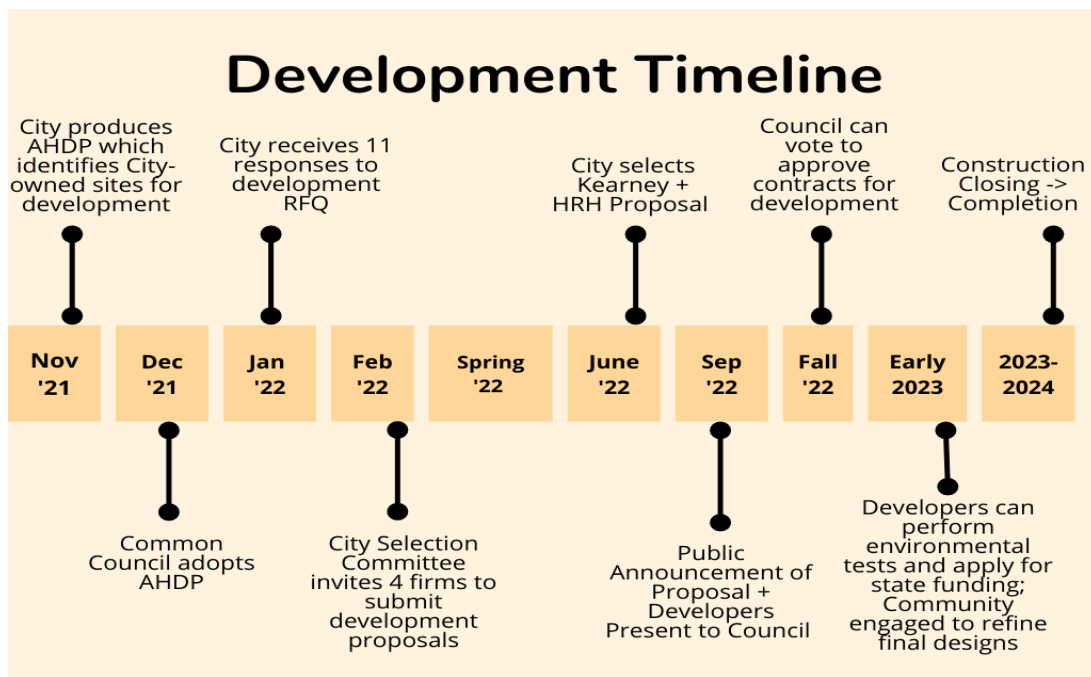 Development Timeline
City produces
AHDP which
identifies City-
owned sites for
development
City receives 11
responses to
development
RFQ
City selects
Kearney +
HRH Proposal
Council can
vote to
approve
contracts for
development
Construction
Closing ->
Completion
Nov
'21
Dec
'21
Jan
'22
Feb
'22
Spring
'22
June
'22
Sep
'22
Fall
'22
Early
2023
2023-
2024
Common
Council adopts
AHDP
City Selection
Committee
invites 4 firms to
submit
development
proposals
Public
Announcement of
Proposal +
Developers
Present to Council
Developers can
perform
environmental
tests and apply for
state funding;
Community
engaged to refine
final designs